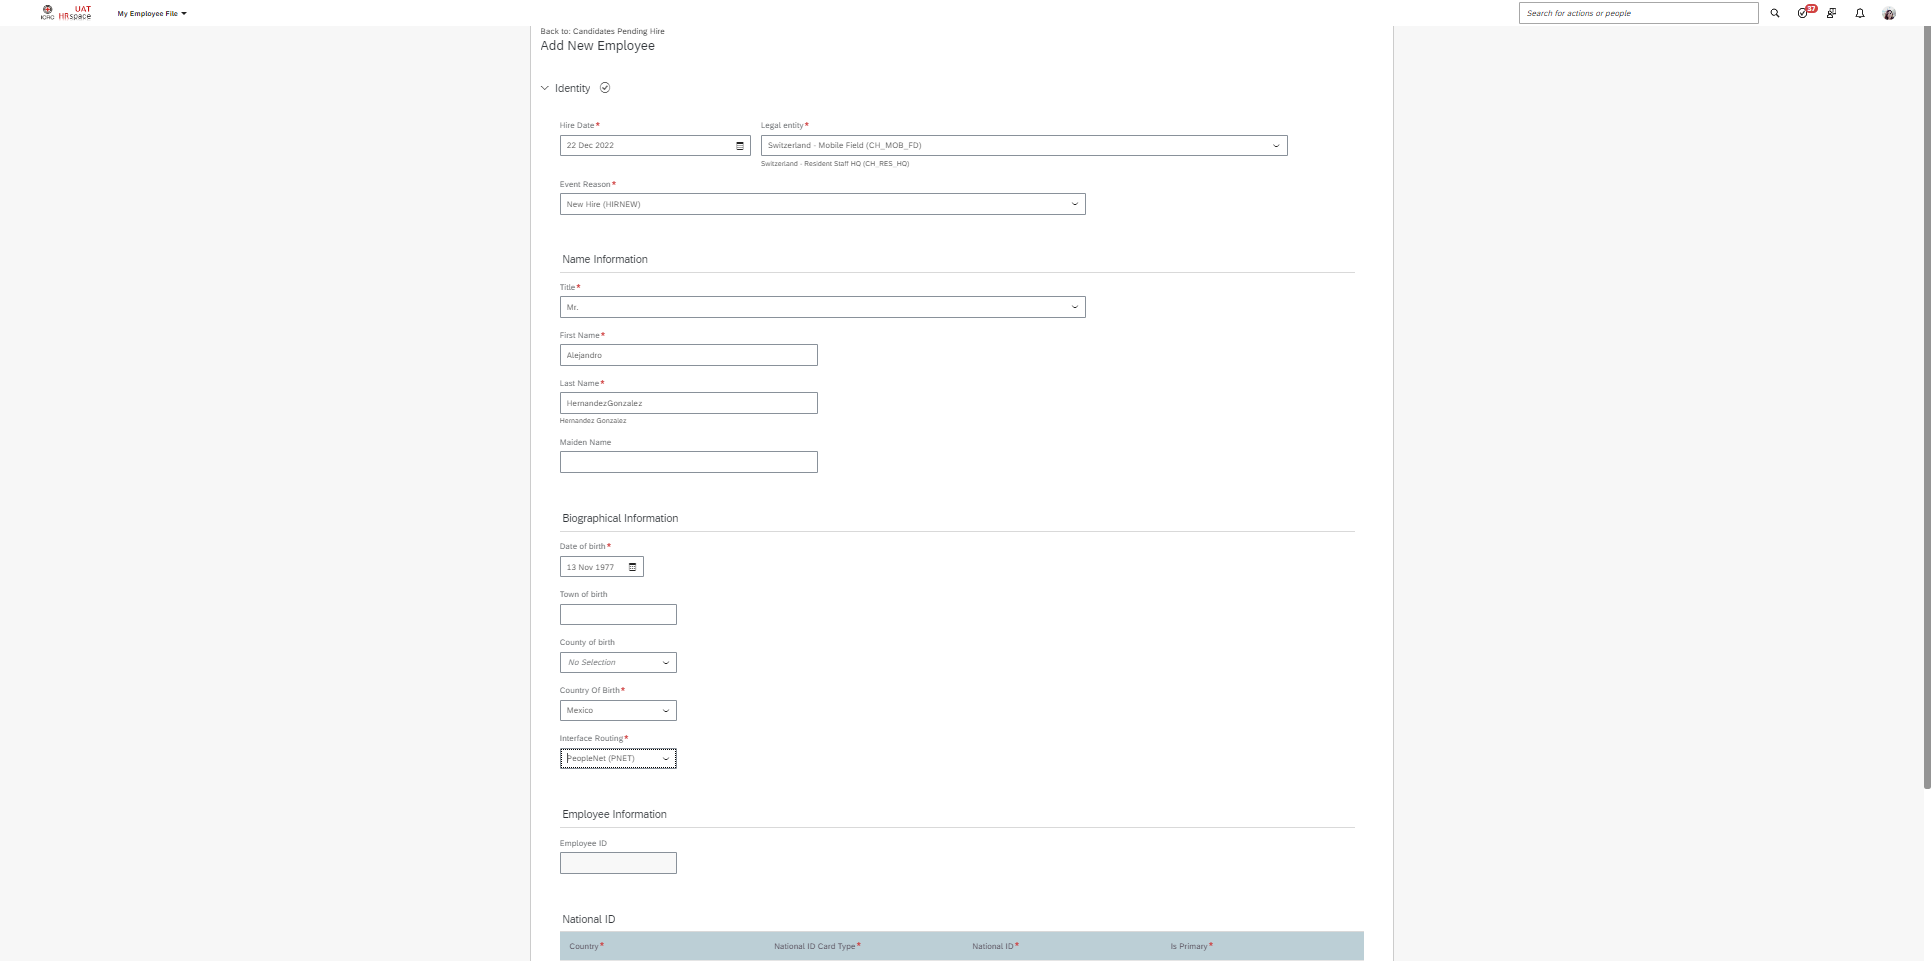 ICRC
UAT
HRspace
My Employee File
Search for actions or people
37
Back to: Candidates Pending Hire
Add New Employee
Identity
Hire Date*
Legal entity*
22 Dec 2022
Switzerland - Mobile Field (CH_MOB_FD)
Switzerland - Resident Staff HQ (CH_RES_HQ)
Event Reason*
New Hire (HIRNEW)
Name Information
Title*
Mr.
First Name*
Alejandro
Last Name*
HernandezGonzalez
Hernandez Gonzalez
Maiden Name
Biographical Information
Date of birth*
13 Nov 1977
Town of birth
County of birth
No Selection
Country Of Birth*
Mexico
Interface Routing*
PeopleNet (PNET)
Employee Information
Employee ID
National ID
Country* National ID Card Type* National ID* Is Primary*